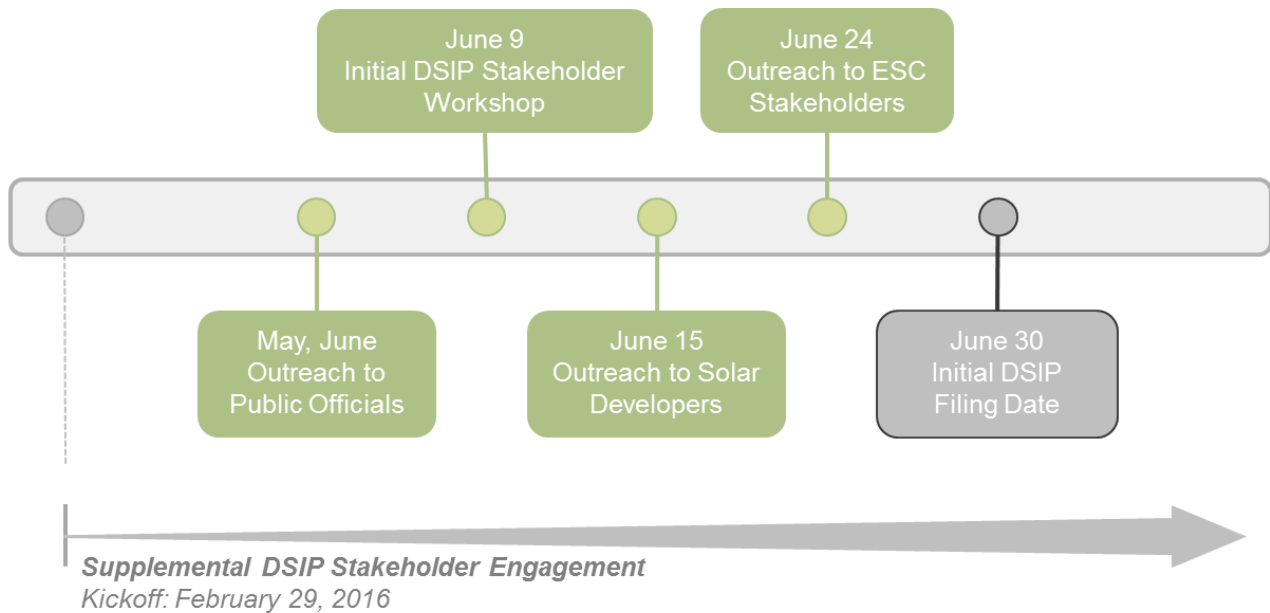 June 9
Initial DSIP Stakeholder
Workshop
June 24
Outreach to ESC
Stakeholders
May, June
Outreach to
Public Officials
June 15
Outreach to Solar
Developers
June 30
Initial DSIP
Filing Date
Supplemental DSIP Stakeholder Engagement
Kickoff: February 29, 2016